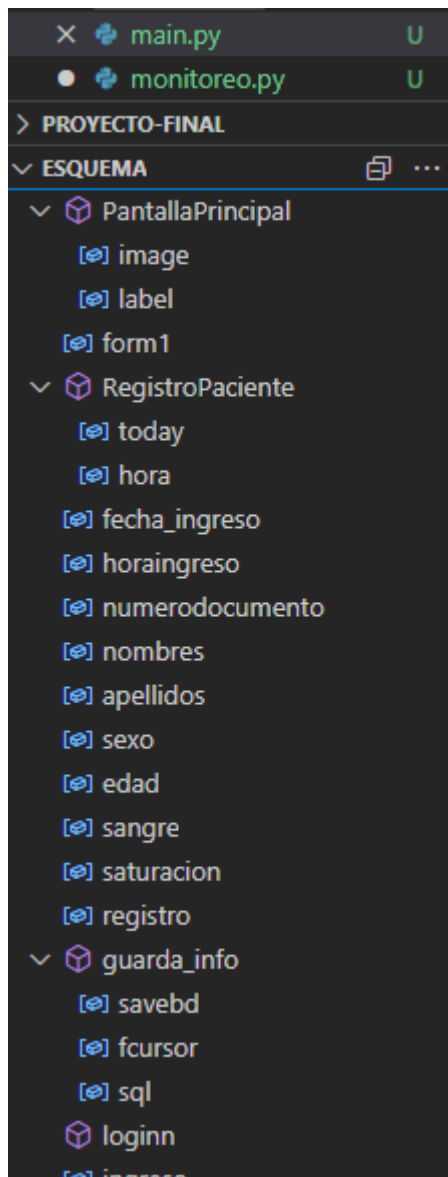 main.py U
monitoreo.py U
PROYECTO-FINAL
ESQUEMA
PantallaPrincipal
image
label
form1
RegistroPaciente
today
hora
fecha_ingreso
horaingreso
numerodocumento
nombres
apellidos
sexo
edad
sangre
saturacion
registro
guarda_info
savebd
fcursor
sql
loginn